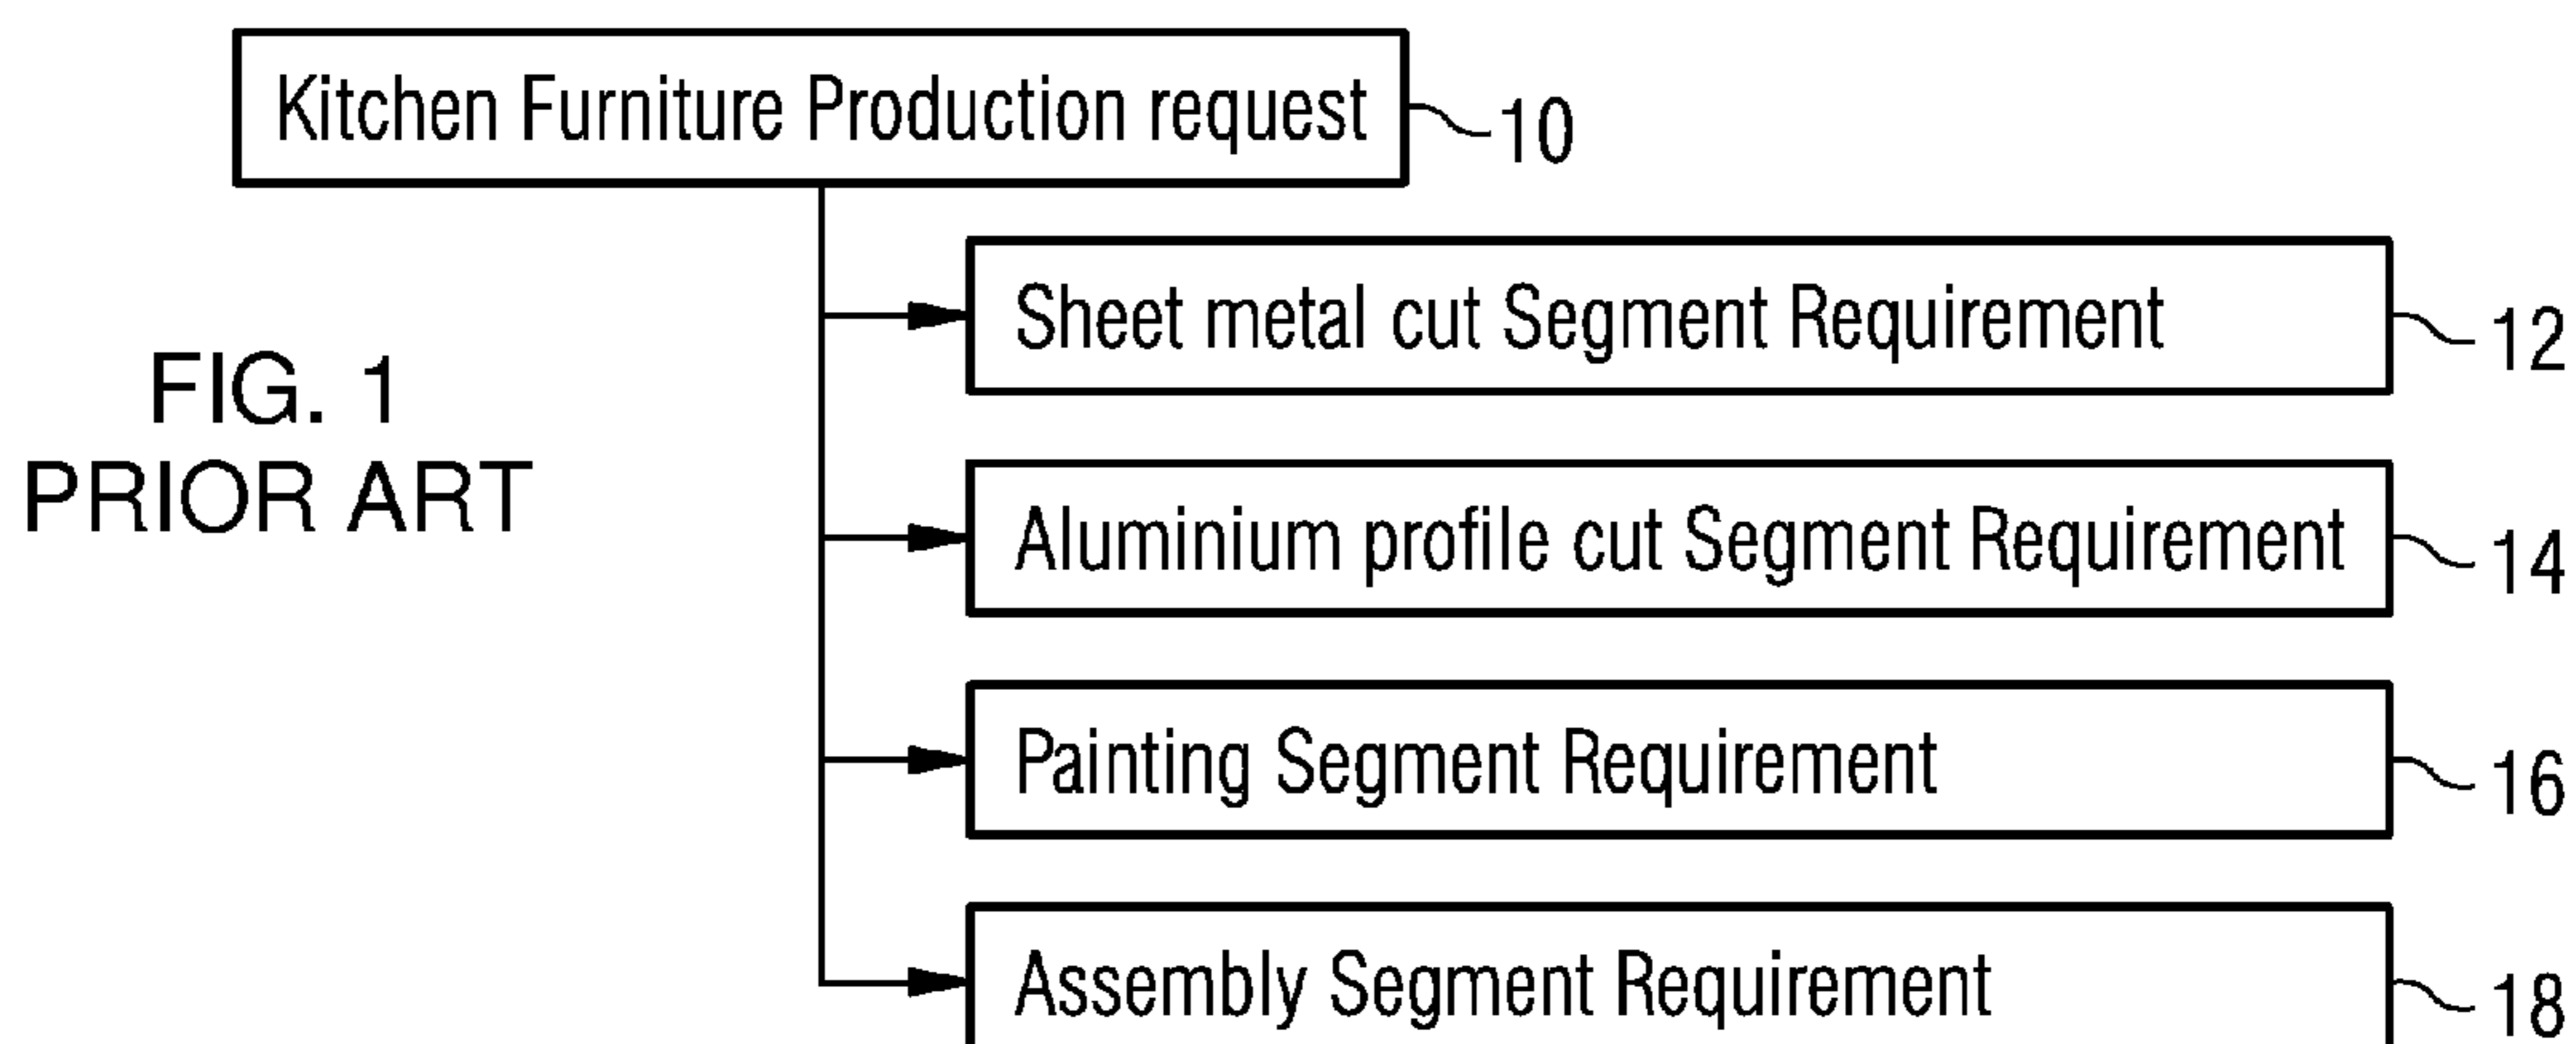 Kitchen Furniture Production request
10
Sheet metal cut Segment Requirement
12
FIG. 1
PRIOR ART
Aluminium profile cut Segment Requirement
14
Painting Segment Requirement
16
Assembly Segment Requirement
18